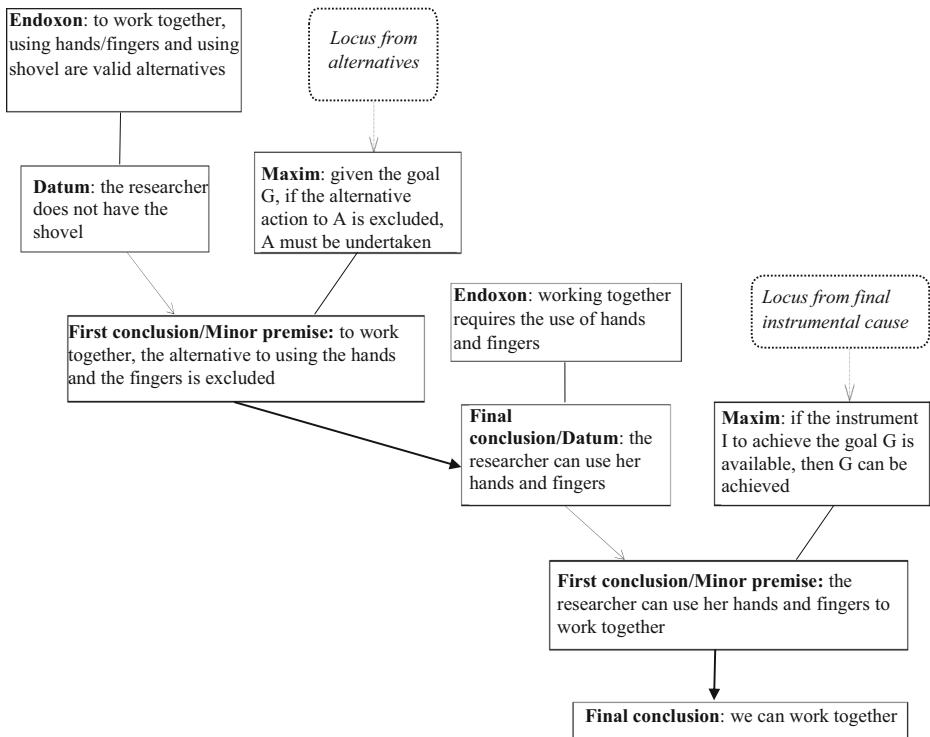 Endoxon: to work together,
using hands/fingers and using
shovel are valid alternatives
Locus from
alternatives
Datum: the researcher
does not have the
shovel
Maxim: given the goal
G, if the alternative
action to A is excluded,
A must be undertaken
First conclusion/Minor premise: to work
together, the alternative to using the hands
and the fingers is excluded
Endoxon: working together
requires the use of hands
and fingers
Locus from final
instrumental cause
Final
conclusion/Datum: the
researcher can use her
hands and fingers
Maxim: if the instrument
I to achieve the goal G is
available, then G can be
achieved
First conclusion/Minor premise: the
researcher can use her hands and fingers to
work together
Final conclusion: we can work together